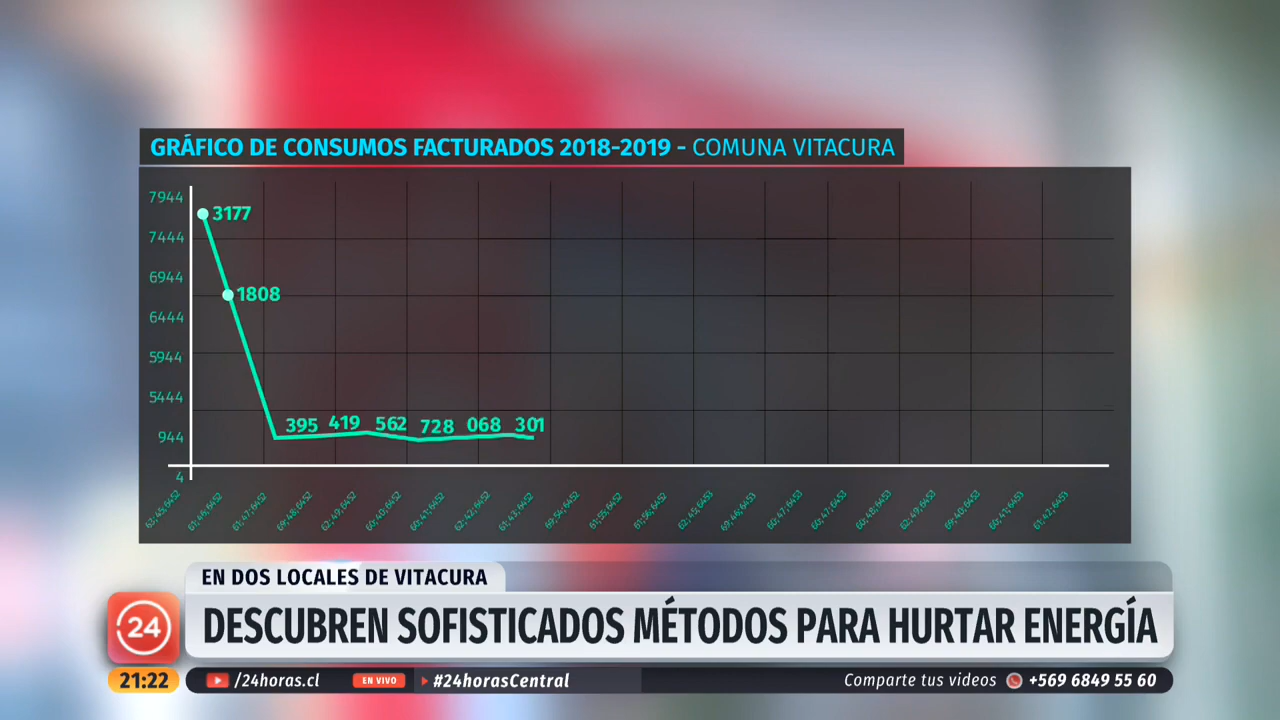 GRÁFICO DE CONSUMOS FACTURADOS 2018-2019 - COMUNA VITACURA
7944
3177
7444
6944
1808
6444
5944
5444
944
395 419 562 728 068 301
4
EN DOS LOCALES DE VITACURA
24
DESCUBREN SOFISTICADOS MÉTODOS PARA HURTAR ENERGÍA
21:22
/24horas.cl
EN VIVO
#24horasCentral
Comparte tus videos
+569 6849 55 60